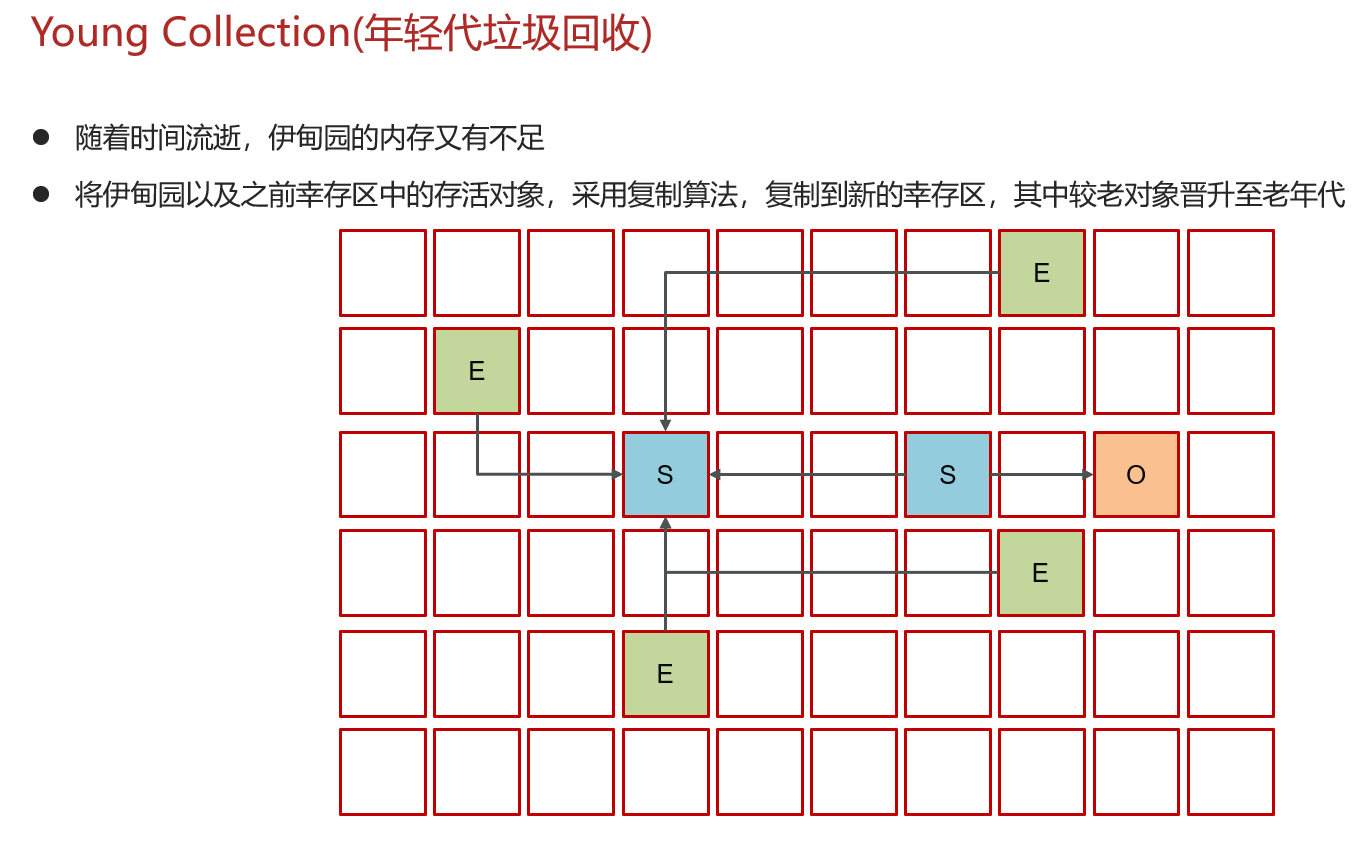 Young Collection(年轻代垃圾回收)
● 随着时间流逝，伊甸园的内存又有不足
● 将伊甸园以及之前幸存区中的存活对象，采用复制算法，复制到新的幸存区，其中较老对象晋升至老年代
E
E
S
S
O
E
E